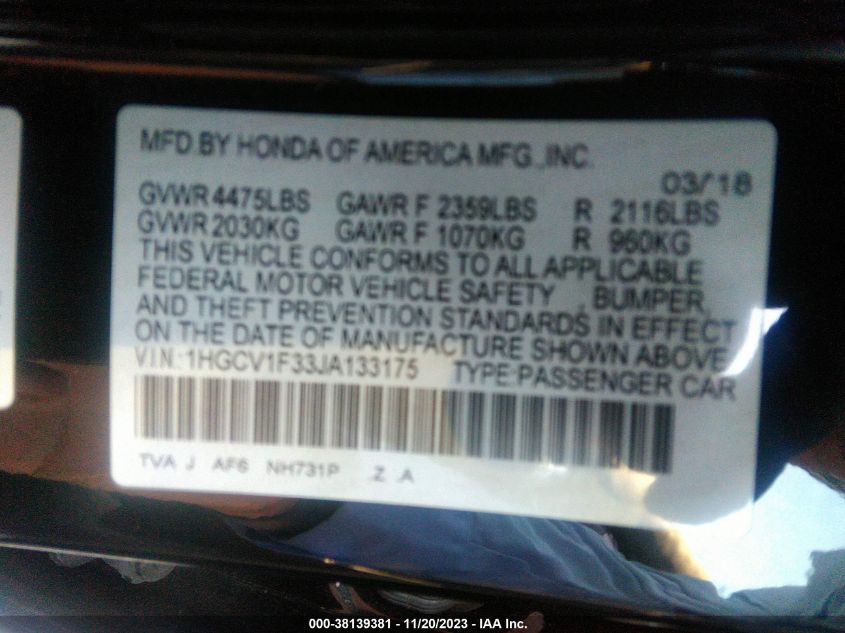 MFD BY HONDA OF AMERICA MFG.,INC.
03/18
GVWR 4475LBS GAWR F 2359LBS R 2116LBS
GVWR 2030KG GAWR F 1070KG R 960KG
THIS VEHICLE CONFORMS TO ALL APPLICABLE
FEDERAL MOTOR VEHICLE SAFETY , BUMPER,
AND THEFT PREVENTION STANDARDS IN EFFECT
ON THE DATE OF MANUFACTURE SHOWN ABOVE
V.I.N.:1HGCV1F33JA133175 TYPE:PASSENGER CAR
TVA J AF6 NH731P .Z .A
000-38139381 - 11/20/2023 - IAA Inc.